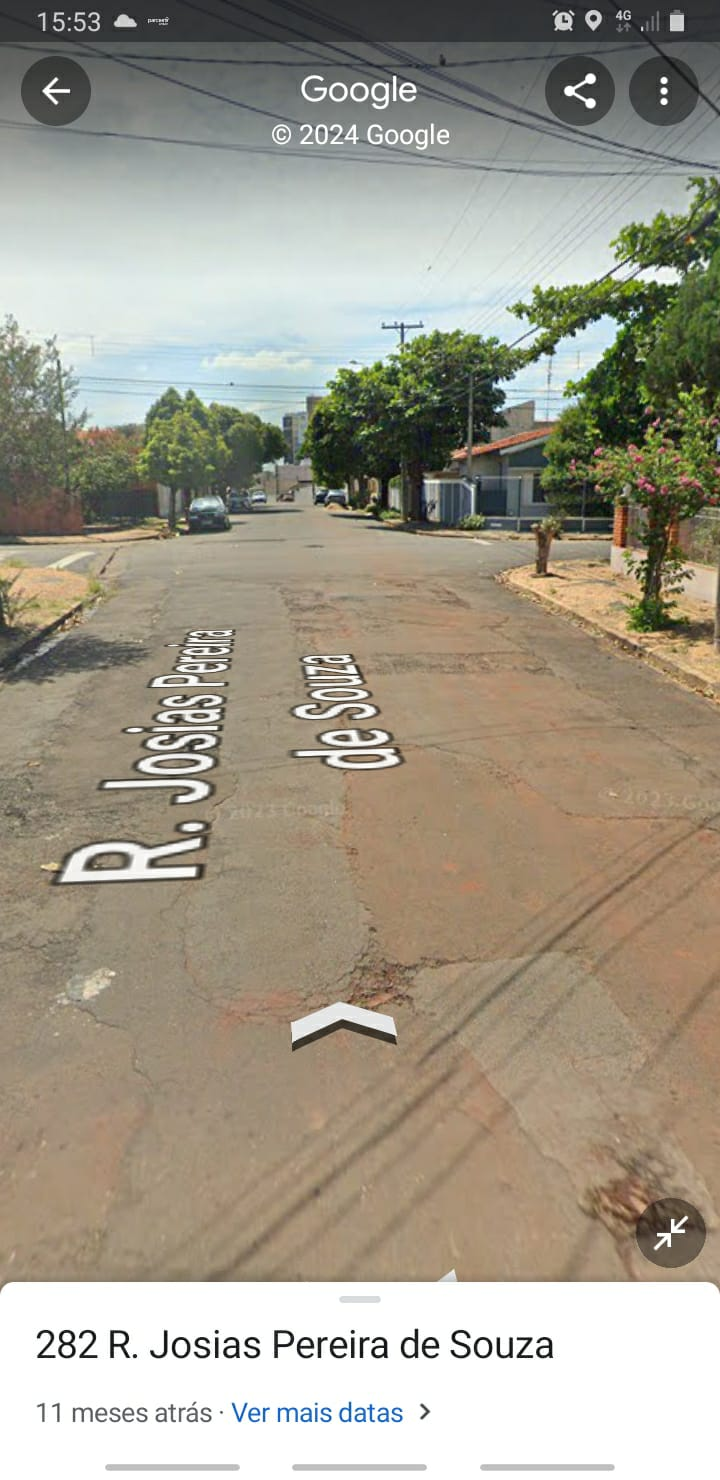 15:53
4G
Google
© 2024 Google
R. Josias Pereira
de Souza
© 2023 Google
282 R. Josias Pereira de Souza
11 meses atrás · Ver mais datas